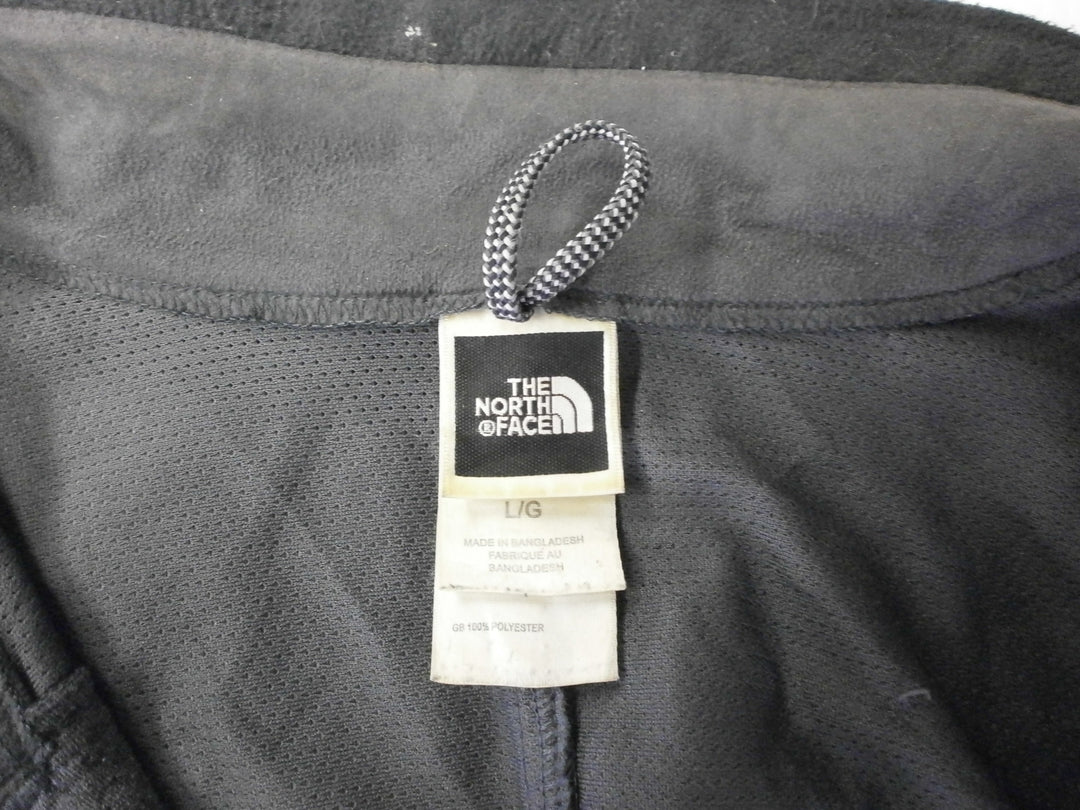 THE
NORTH
®FACE
L/G
MADE IN BANGLADESH
FABRIQUÉ AU
BANGLADESH
GB 100% POLYESTER